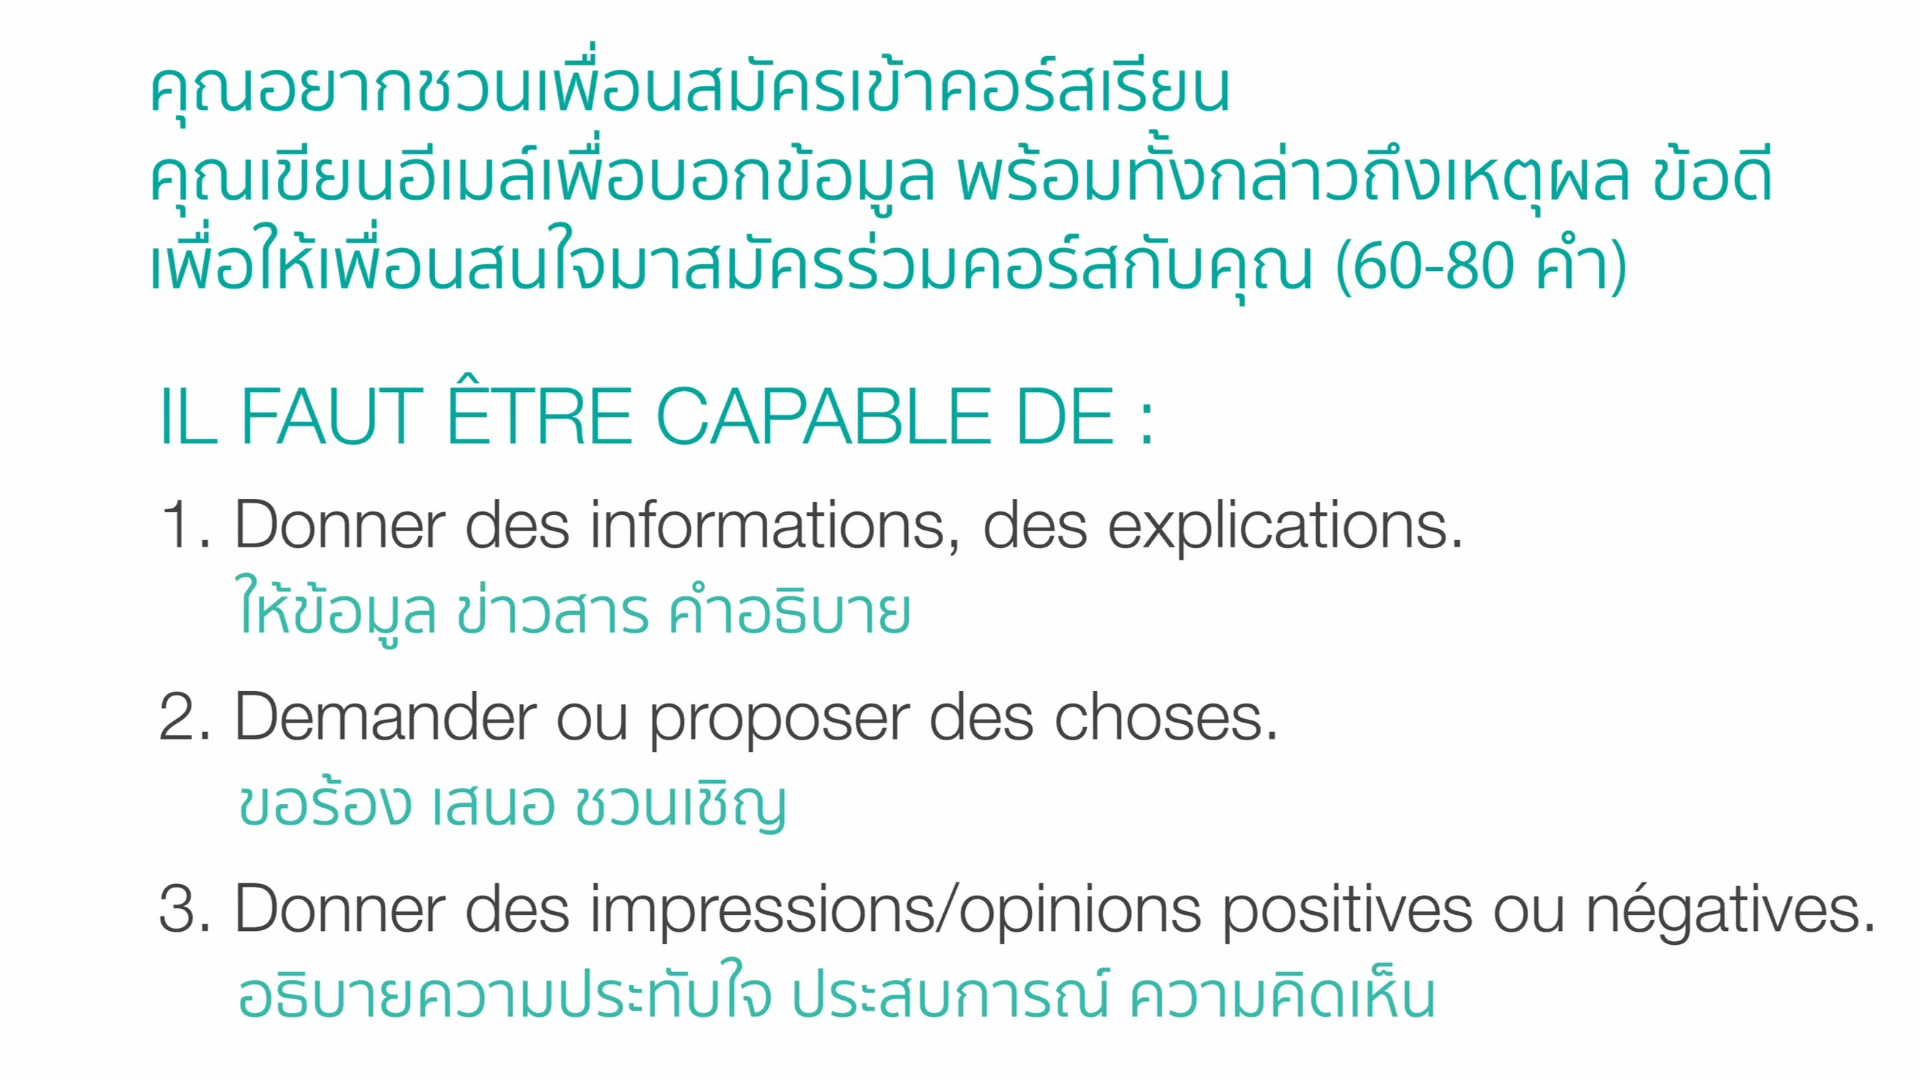 คุณอยากชวนเพื่อนสมัครเข้าคอร์สเรียน
คุณเขียนอีเมล์เพื่อบอกข้อมูล พร้อมทั้งกล่าวถึงเหตุผล ข้อดี
เพื่อให้เพื่อนสนใจมาสมัครร่วมคอร์สกับคุณ (60-80 คำ)
IL FAUT ÊTRE CAPABLE DE :
1. Donner des informations, des explications.
ให้ข้อมูล ข่าวสาร คำอธิบาย
2. Demander ou proposer des choses.
ขอร้อง เสนอ ชวนเชิญ
3. Donner des impressions/opinions positives ou négatives.
อธิบายความประทับใจ ประสบการณ์ ความคิดเห็น